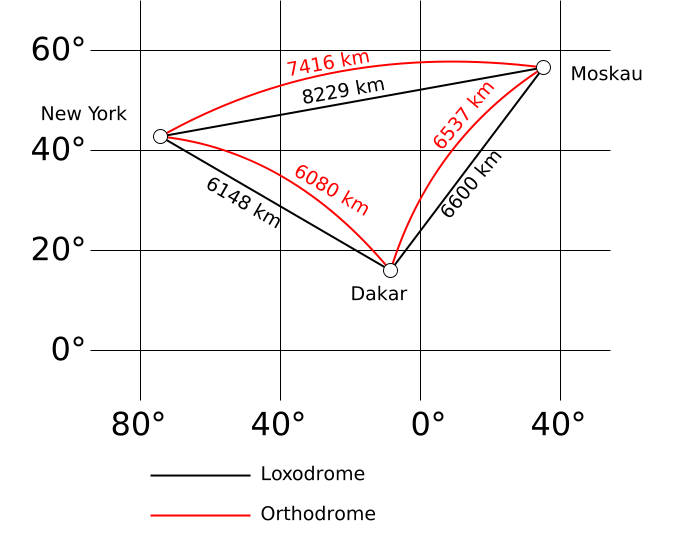 60°
7416 km
Moskau
8229 km
New York
6537 km
40°
6080 km
6148 km
6600 km
20°
Dakar
0°
80° 40° 0° 40°
Loxodrome
Orthodrome